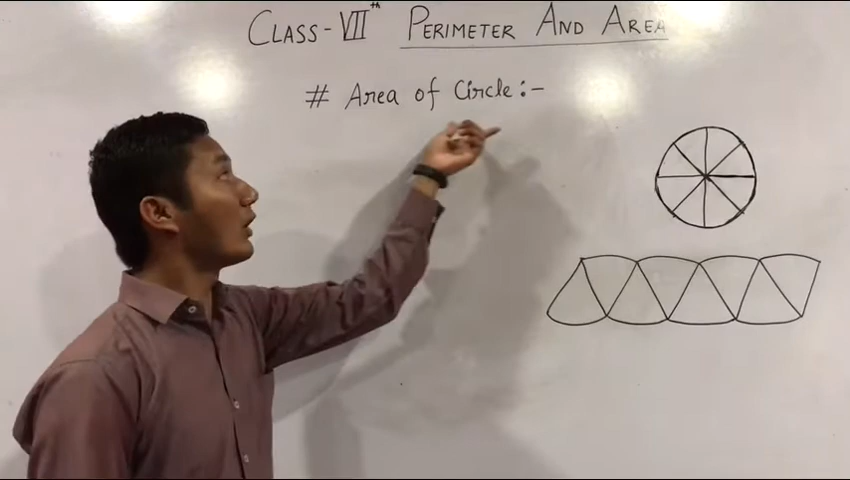 CLASS-VIIth PERIMETER AND AREA
# Area of Circle:-